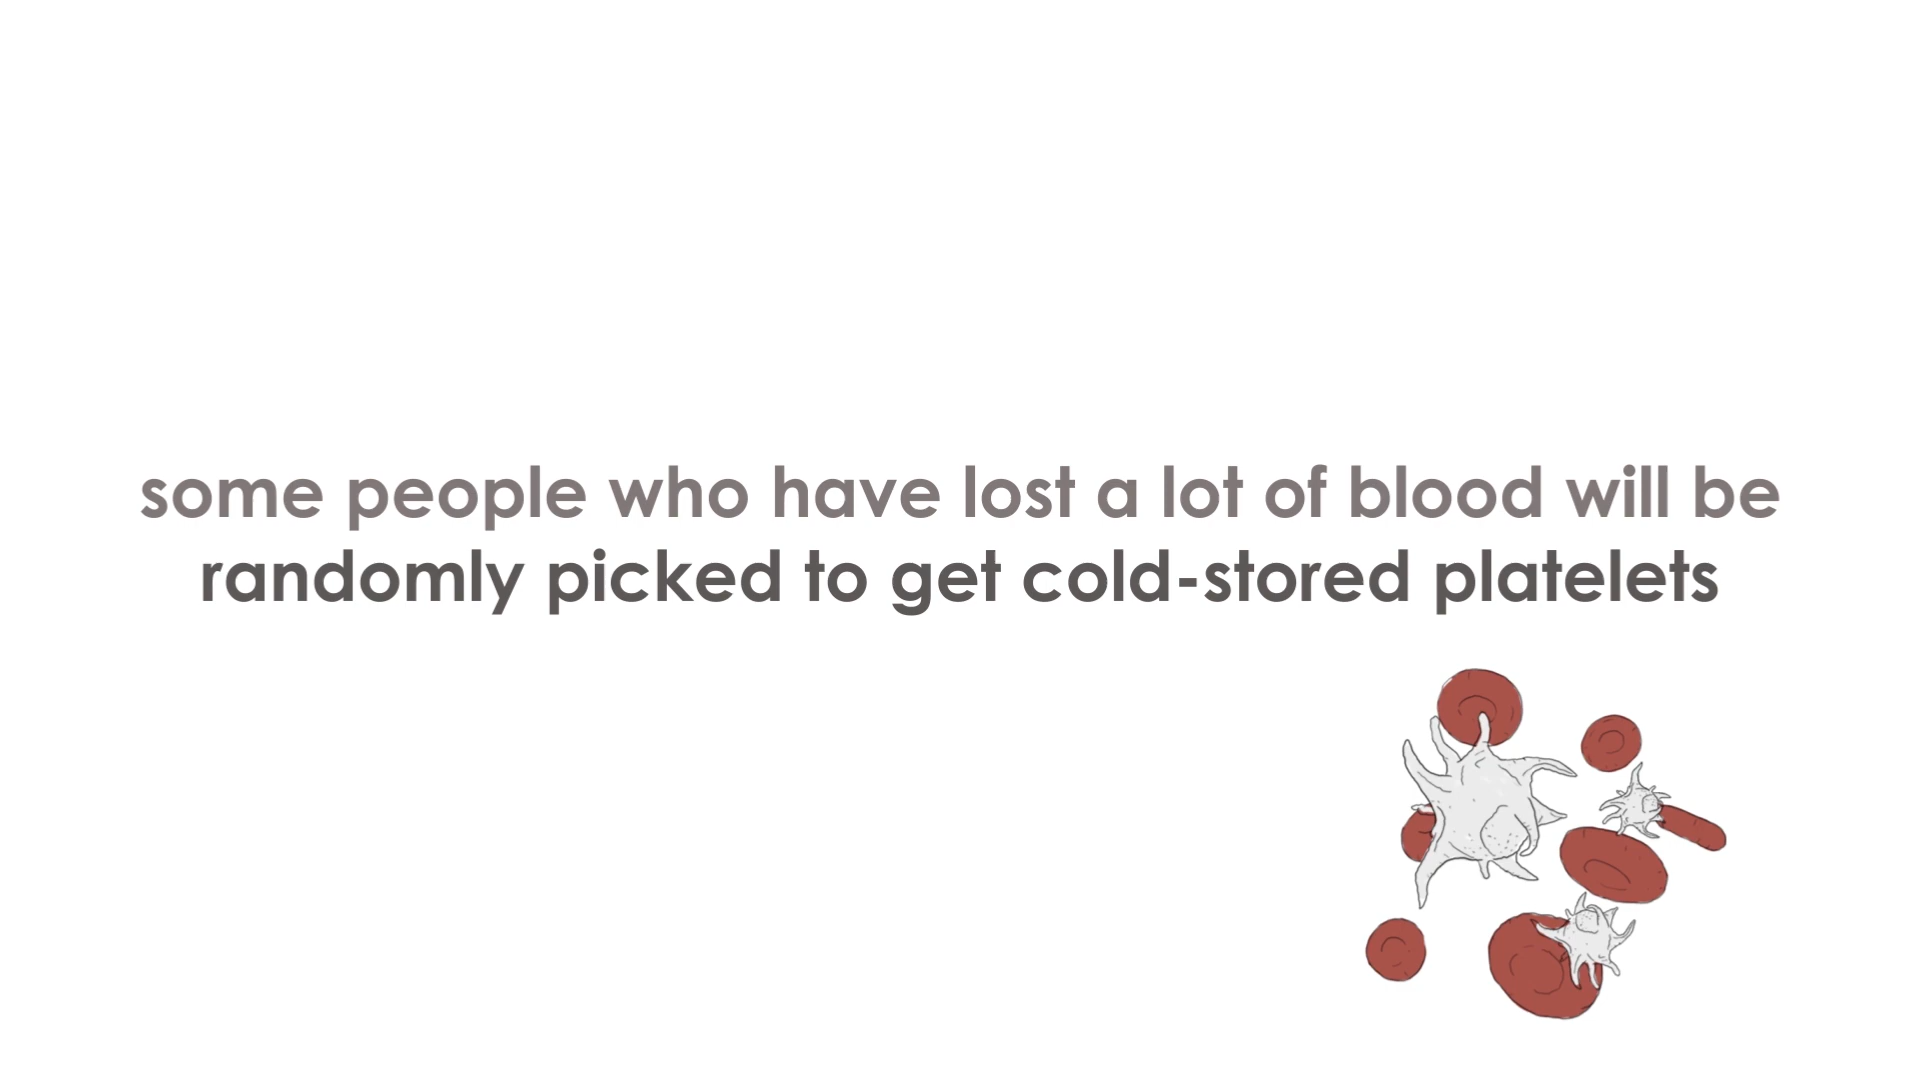 some people who have lost a lot of blood will be
randomly picked to get cold-stored platelets